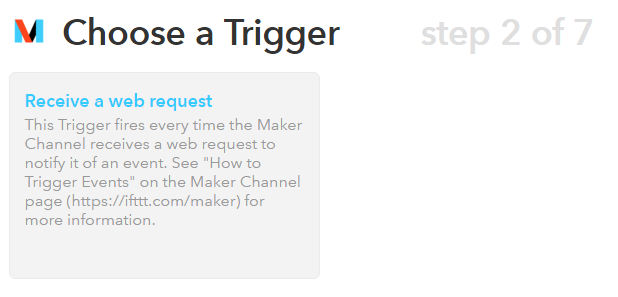 Choose a Trigger step 2 of 7
Receive a web request
This Trigger fires every time the Maker
Channel receives a web request to
notify it of an event. See "How to
Trigger Events" on the Maker Channel
page (https://ifttt.com/maker) for
more information.